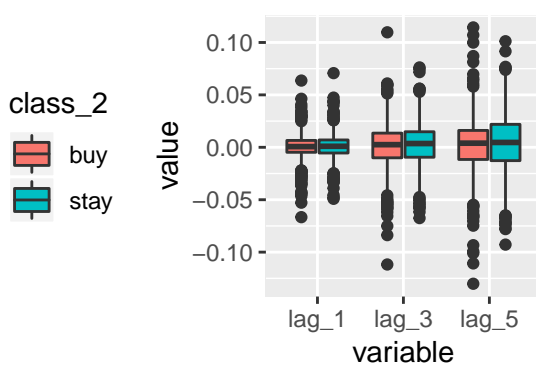 class_2
buy
stay
value
0.10
0.05
0.00
−0.05
−0.10
lag_1 lag_3 lag_5
variable